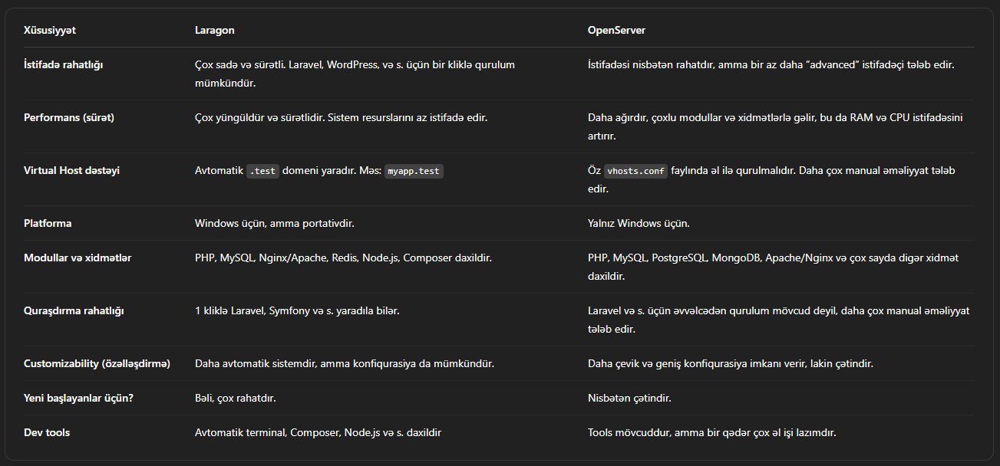 Xüsusiyyət Laragon OpenServer
İstifadə rahatlığı Çox sadə və sürətli. Laravel, WordPress, və s. üçün bir kliklə qurulum İstifadəsi nisbətən rahatdır, amma bir az daha “advanced” istifadəçi tələb edir.
mümkündür.
Performans (sürət) Çox yüngüldür və sürətlidir. Sistem resurslarını az istifadə edir. Daha ağırdır, çoxlu modullar və xidmətlərlə gəlir, bu da RAM və CPU istifadəsini
artırır.
Virtual Host dəstəyi Avtomatik .test domeni yaradır. Məs: myapp.test Öz vhosts.conf faylında əl ilə qurulmalıdır. Daha çox manual əməliyyat tələb
edir.
Platforma Windows üçün, amma portativdir. Yalnız Windows üçün.
Modullar və xidmətlər PHP, MySQL, Nginx/Apache, Redis, Node.js, Composer daxildir. PHP, MySQL, PostgreSQL, MongoDB, Apache/Nginx və çox sayda digər xidmət
daxildir.
Quraşdırma rahatlığı 1 kliklə Laravel, Symfony və s. yaradıla bilər. Laravel və s. üçün əvvəlcədən qurulum mövcud deyil, daha çox manual əməliyyat
tələb edir.
Customizability (özəlləşdirmə) Daha avtomatik sistemdir, amma konfiqurasiya da mümkündür. Daha çevik və geniş konfiqurasiya imkanı verir, lakin çətindir.
Yeni başlayanlar üçün? Bəli, çox rahatdır. Nisbətən çətindir.
Dev tools Avtomatik terminal, Composer, Node.js və s. daxildir Tools mövcuddur, amma bir qədər çox əl işi lazımdır.